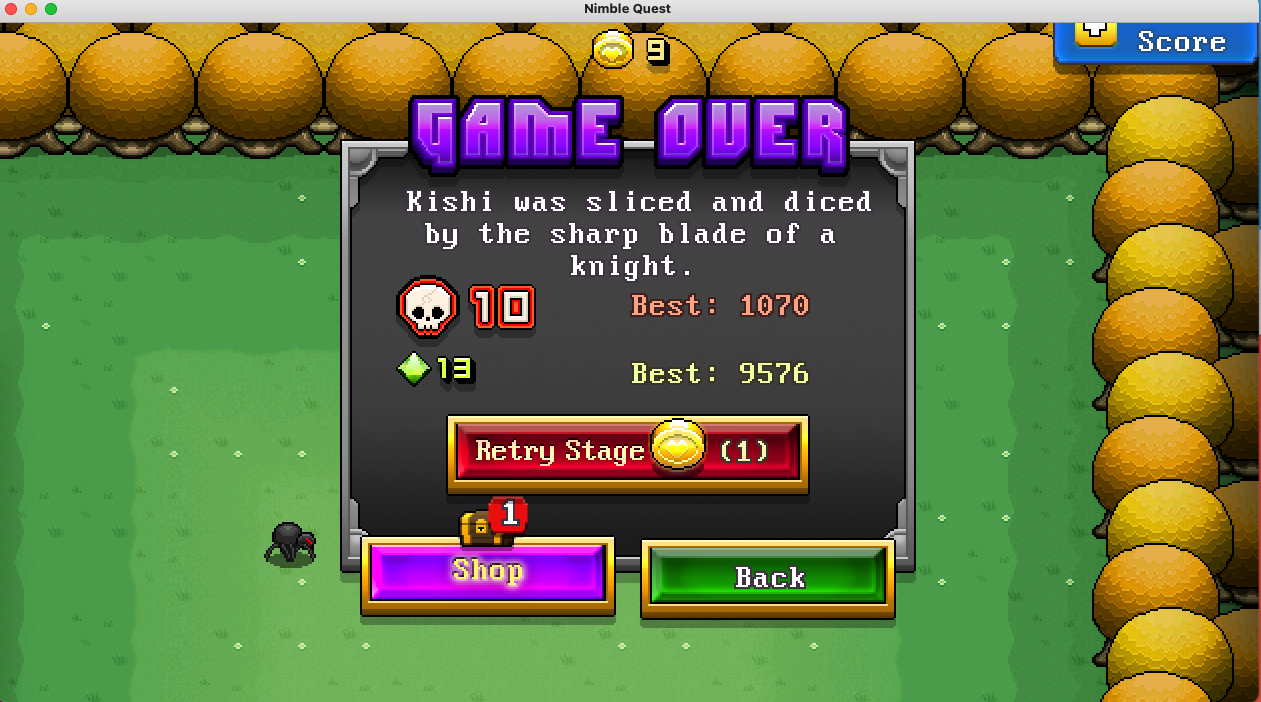 Nimble Quest
9
Score
GAME OVER
Kishi was sliced and diced
by the sharp blade of a
knight.
10
Best: 1070
13
Best: 9576
Retry Stage (1)
1
Shop
Back